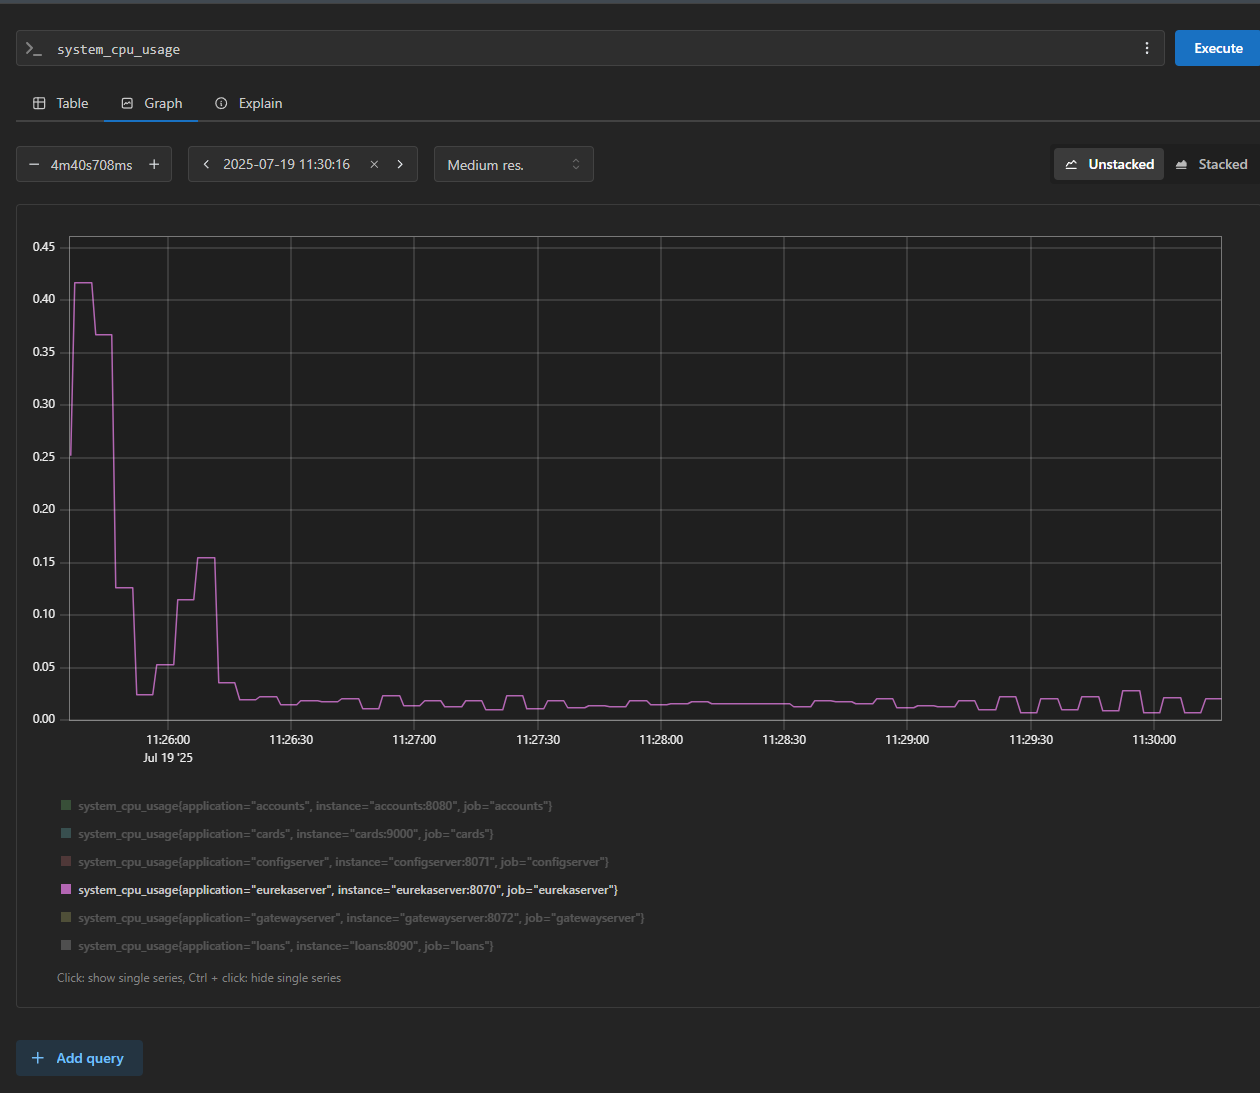 system_cpu_usage
Execute
Table Graph Explain
4m40s708ms 2025-07-19 11:30:16 Medium res. Unstacked Stacked
0.45
0.40
0.35
0.30
0.25
0.20
0.15
0.10
0.05
0.00
11:26:00 11:26:30 11:27:00 11:27:30 11:28:00 11:28:30 11:29:00 11:29:30 11:30:00
Jul 19 '25
system_cpu_usage{application="accounts", instance="accounts:8080", job="accounts"}
system_cpu_usage{application="cards", instance="cards:9000", job="cards"}
system_cpu_usage{application="configserver", instance="configserver:8071", job="configserver"}
system_cpu_usage{application="eurekaserver", instance="eurekaserver:8070", job="eurekaserver"}
system_cpu_usage{application="gatewayserver", instance="gatewayserver:8072", job="gatewayserver"}
system_cpu_usage{application="loans", instance="loans:8090", job="loans"}
Click: show single series, Ctrl + click: hide single series
Add query